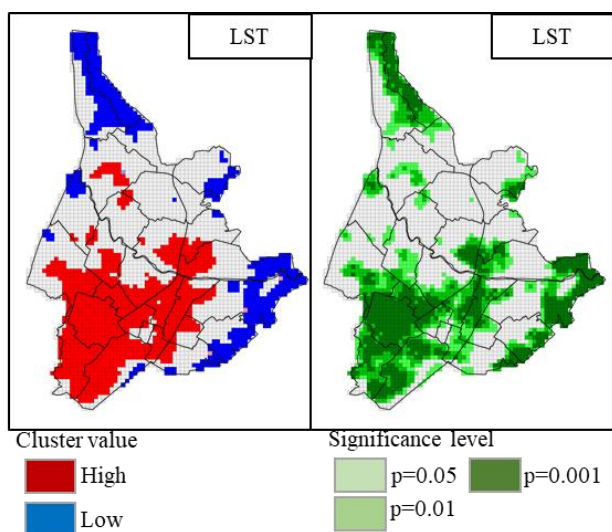 LST
LST
Cluster value
High
Low
Significance level
p=0.05
p=0.001
p=0.01